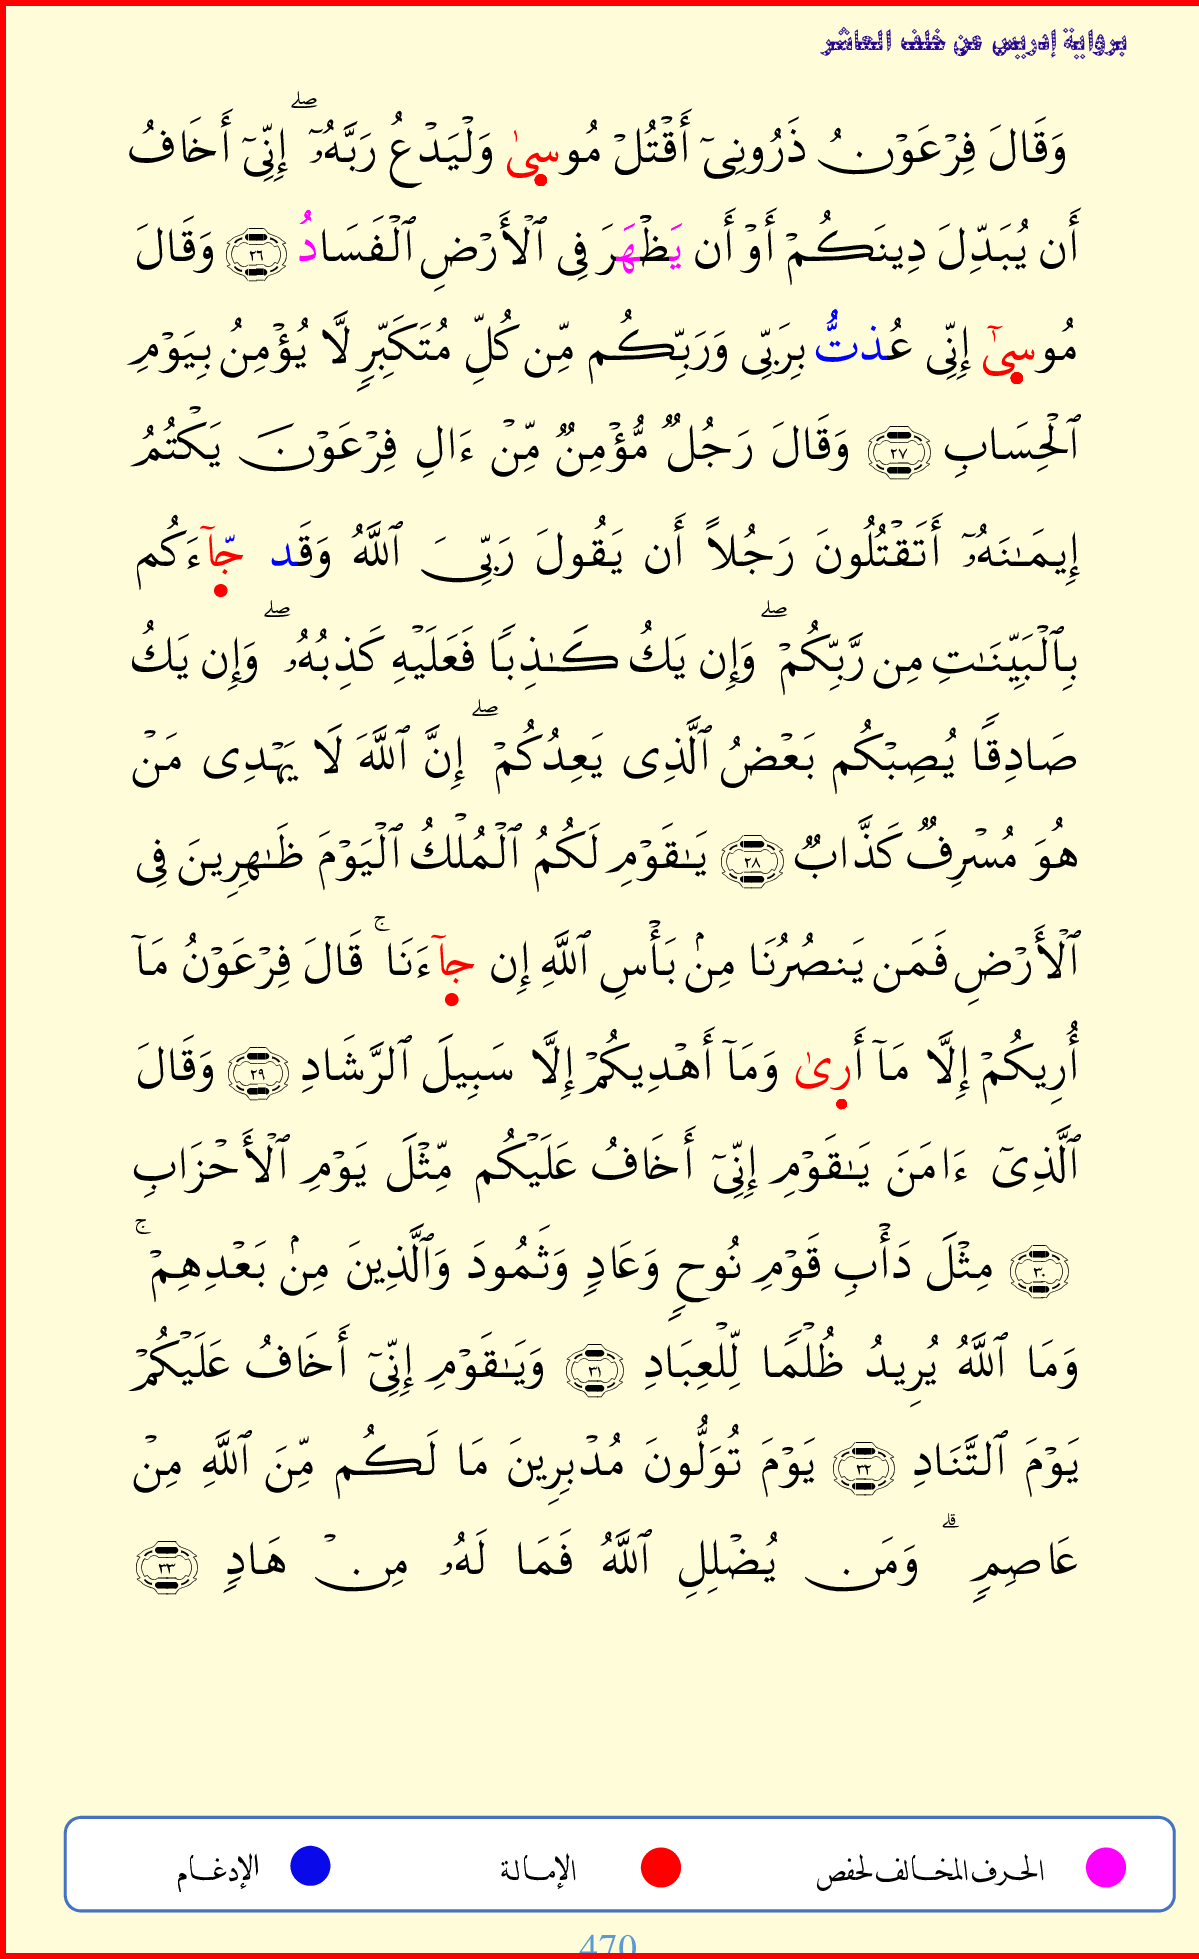 برواية إدريس عن خلف العاشر
وَقَالَ فِرْعَوْنُ ذَرُونِىٓ أَقْتُلْ مُوسِىٰ وَلْيَدْعُ رَبَّهُۥٓ ۖ إِنِّىٓ أَخَافُ
أَن يُبَدِّلَ دِينَكُمْ أَوْ أَن يَظْهَرَ فِى ٱلْأَرْضِ ٱلْفَسَادُ ٢٦ وَقَالَ
مُوسِىٰٓ إِنِّى عُذتُّ بِرَبِّى وَرَبِّكُم مِّن كُلِّ مُتَكَبِّرٍ لَّا يُؤْمِنُ بِيَوْمِ
ٱلْحِسَابِ ٢٧ وَقَالَ رَجُلٌ مُّؤْمِنٌ مِّنْ ءَالِ فِرْعَوْنَ يَكْتُمُ
إِيمَـٰنَهُۥٓ أَتَقْتُلُونَ رَجُلًا أَن يَقُولَ رَبِّىَ ٱللَّهُ وَقَد جِّآءَكُم
بِٱلْبَيِّنَـٰتِ مِن رَّبِّكُمْ ۖ وَإِن يَكُ كَـٰذِبًا فَعَلَيْهِ كَذِبُهُۥ ۖ وَإِن يَكُ
صَادِقًا يُصِبْكُم بَعْضُ ٱلَّذِى يَعِدُكُمْ ۖ إِنَّ ٱللَّهَ لَا يَهْدِى مَنْ
هُوَ مُسْرِفٌ كَذَّابٌ ٢٨ يَـٰقَوْمِ لَكُمُ ٱلْمُلْكُ ٱلْيَوْمَ ظَـٰهِرِينَ فِى
ٱلْأَرْضِ فَمَن يَنصُرُنَا مِنۢ بَأْسِ ٱللَّهِ إِن جِآءَنَا ۚ قَالَ فِرْعَوْنُ مَآ
أُرِيكُمْ إِلَّا مَآ أَرِىٰ وَمَآ أَهْدِيكُمْ إِلَّا سَبِيلَ ٱلرَّشَادِ ٢٩ وَقَالَ
ٱلَّذِىٓ ءَامَنَ يَـٰقَوْمِ إِنِّىٓ أَخَافُ عَلَيْكُم مِّثْلَ يَوْمِ ٱلْأَحْزَابِ
٣٠ مِثْلَ دَأْبِ قَوْمِ نُوحٍ وَعَادٍ وَثَمُودَ وَٱلَّذِينَ مِنۢ بَعْدِهِمْ ۚ
وَمَا ٱللَّهُ يُرِيدُ ظُلْمًا لِّلْعِبَادِ ٣١ وَيَـٰقَوْمِ إِنِّىٓ أَخَافُ عَلَيْكُمْ
يَوْمَ ٱلتَّنَادِ ٣٢ يَوْمَ تُوَلُّونَ مُدْبِرِينَ مَا لَكُم مِّنَ ٱللَّهِ مِنْ
عَاصِمٍ ۗ وَمَن يُضْلِلِ ٱللَّهُ فَمَا لَهُۥ مِنْ هَادٍ ٣٣
الحرف المخالف لحفص الإمالة الإدغام
470